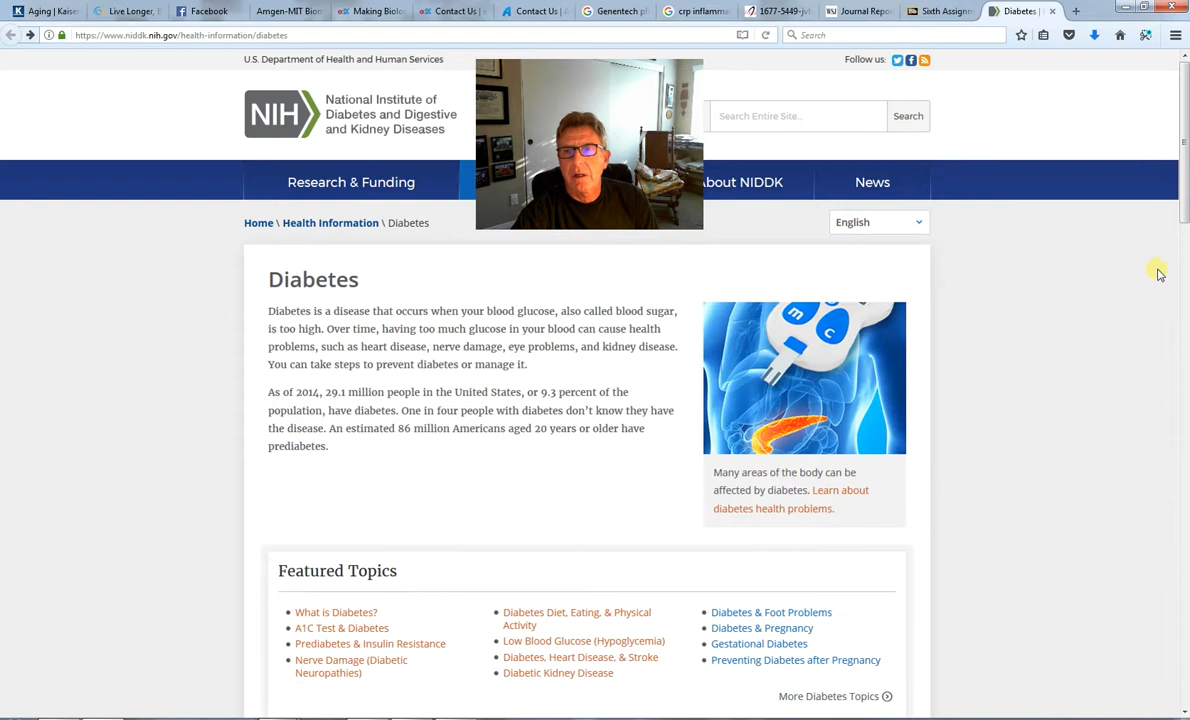 Aging | Kaiser
Live Longer, B
Facebook
Amgen-MIT Biom
Making Biolog
Contact Us | e
Contact Us | A
Genentech ph
crp inflamma
1677-5449-jvb
Journal Repor
Sixth Assignm
Diabetes |
https://www.niddk.nih.gov/health-information/diabetes
Search
U.S. Department of Health and Human Services
Follow us:
NIH
National Institute of
Diabetes and Digestive
and Kidney Diseases
Search Entire Site...
Search
Research & Funding
About NIDDK
News
Home \ Health Information \ Diabetes
English
Diabetes
Diabetes is a disease that occurs when your blood glucose, also called blood sugar,
is too high. Over time, having too much glucose in your blood can cause health
problems, such as heart disease, nerve damage, eye problems, and kidney disease.
You can take steps to prevent diabetes or manage it.
As of 2014, 29.1 million people in the United States, or 9.3 percent of the
population, have diabetes. One in four people with diabetes don't know they have
the disease. An estimated 86 million Americans aged 20 years or older have
prediabetes.
m
c
Many areas of the body can be
affected by diabetes. Learn about
diabetes health problems.
Featured Topics
What is Diabetes?
A1C Test & Diabetes
Prediabetes & Insulin Resistance
Nerve Damage (Diabetic
Neuropathies)
Diabetes Diet, Eating, & Physical
Activity
Low Blood Glucose (Hypoglycemia)
Diabetes, Heart Disease, & Stroke
Diabetic Kidney Disease
Diabetes & Foot Problems
Diabetes & Pregnancy
Gestational Diabetes
Preventing Diabetes after Pregnancy
More Diabetes Topics